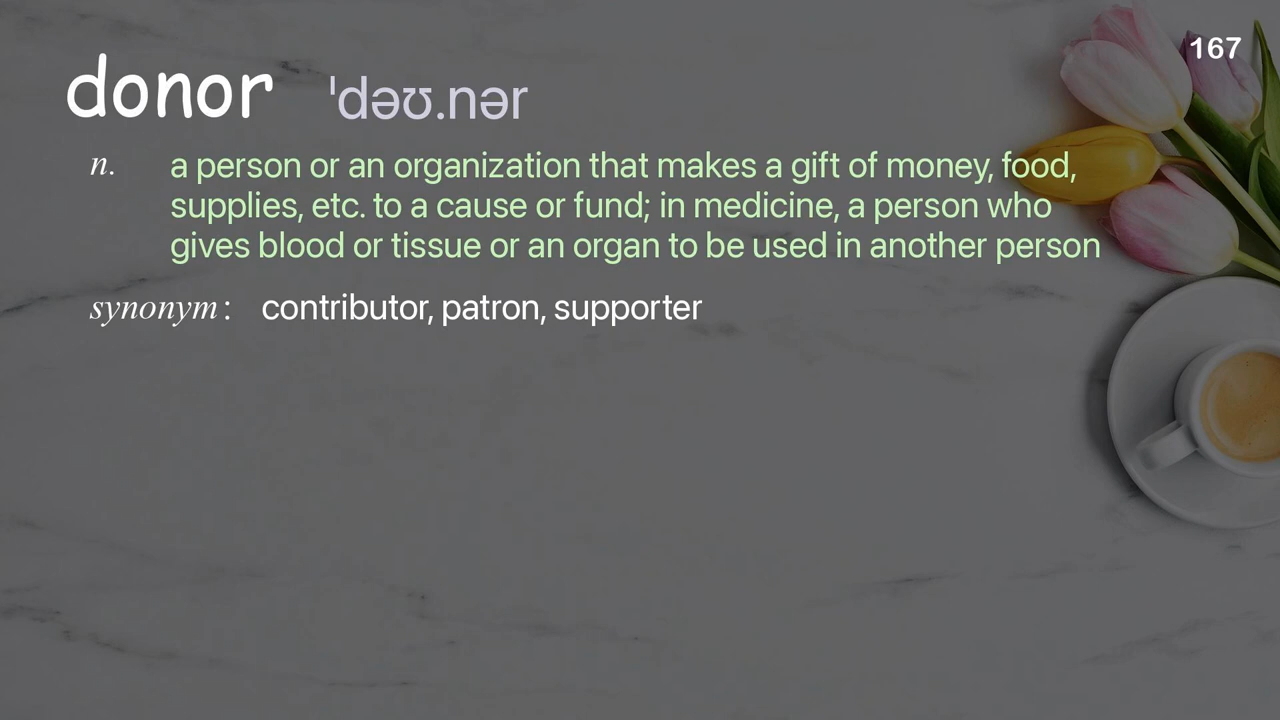 167
donor ˈdəʊ.nər
n. a person or an organization that makes a gift of money, food,
supplies, etc. to a cause or fund; in medicine, a person who
gives blood or tissue or an organ to be used in another person
synonym: contributor, patron, supporter